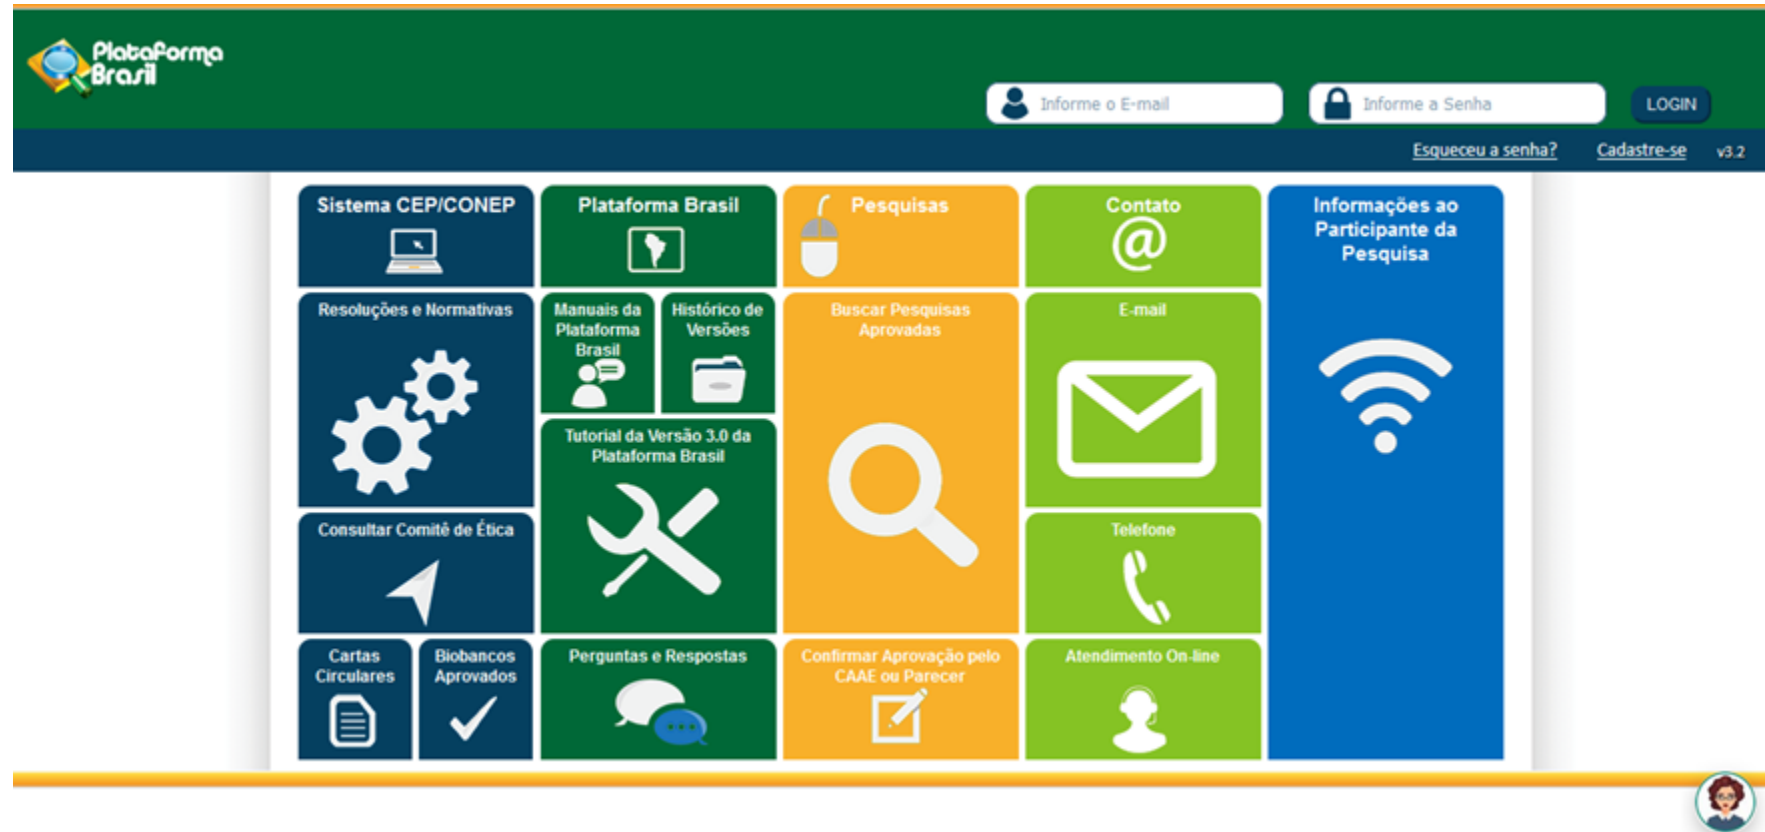 Plataforma
Brasil
Informe o E-mail
Informe a Senha
LOGIN
Esqueceu a senha?
Cadastre-se
v3.2
Sistema CEP/CONEP
Plataforma Brasil
Pesquisas
Contato
@
Informações ao
Participante da
Pesquisa
Resoluções e Normativas
Manuais da
Plataforma
Brasil
Histórico de
Versões
Buscar Pesquisas
Aprovadas
E-mail
Tutorial da Versão 3.0 da
Plataforma Brasil
Consultar Comitê de Ética
Telefone
Cartas
Circulares
Biobancos
Aprovados
Perguntas e Respostas
Confirmar Aprovação pelo
CAAE ou Parecer
Atendimento On-line